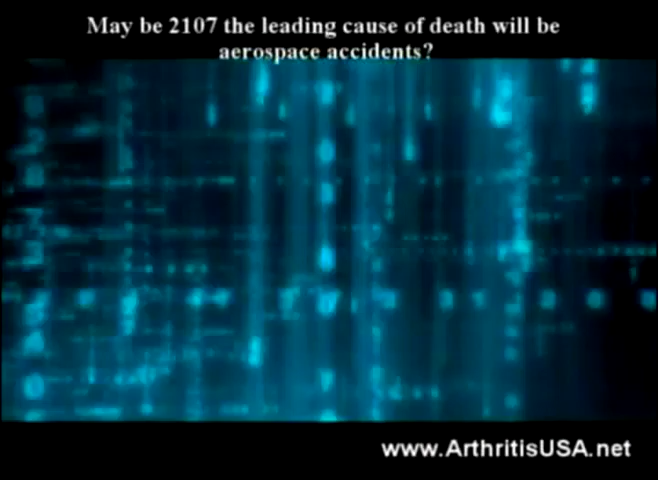 May be 2107 the leading cause of death will be
aerospace accidents?
www.ArthritisUSA.net